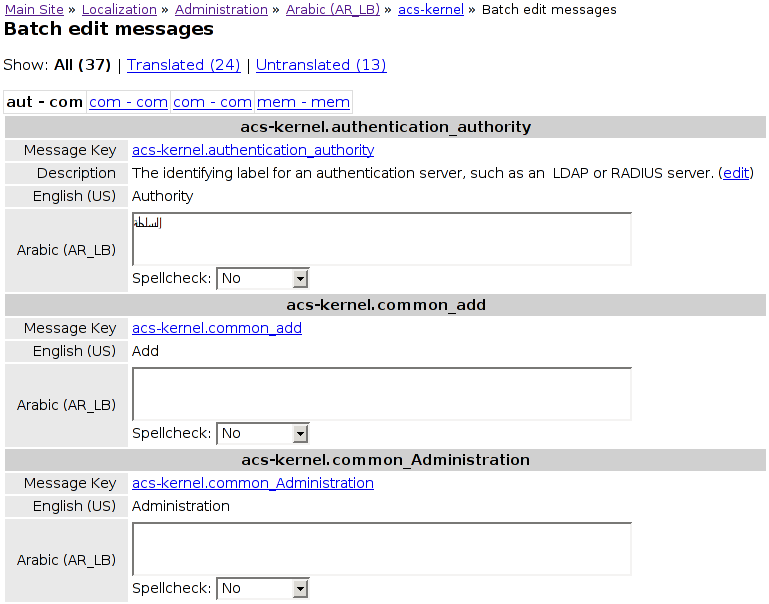 Main Site » Localization » Administration » Arabic (AR_LB) » acs-kernel » Batch edit messages
Batch edit messages
Show: All (37) | Translated (24) | Untranslated (13)
aut - com com - com com - com mem - mem
acs-kernel.authentication_authority
Message Key acs-kernel.authentication_authority
Description The identifying label for an authentication server, such as an LDAP or RADIUS server. (edit)
English (US) Authority
Arabic (AR_LB) السلطة
Spellcheck: No
acs-kernel.common_add
Message Key acs-kernel.common_add
English (US) Add
Arabic (AR_LB)
Spellcheck: No
acs-kernel.common_Administration
Message Key acs-kernel.common_Administration
English (US) Administration
Arabic (AR_LB)
Spellcheck: No